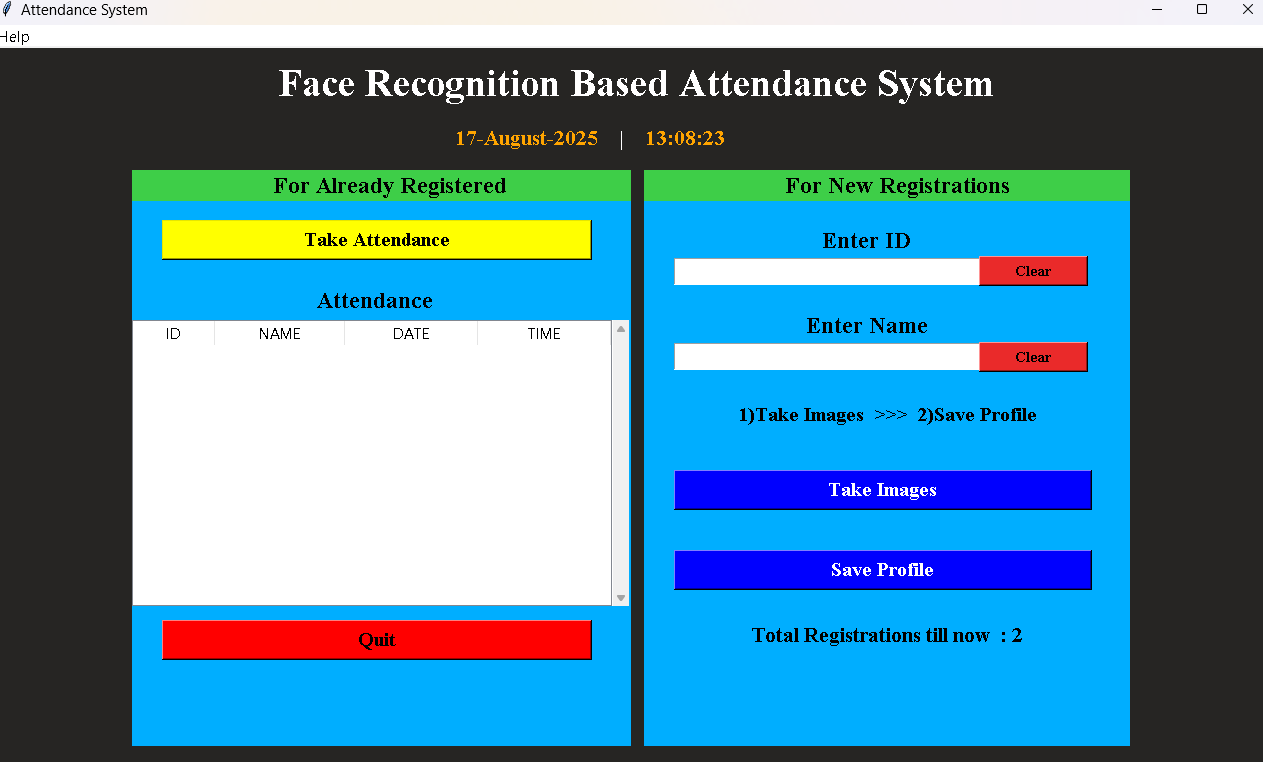 Attendance System
Help
Face Recognition Based Attendance System
17-August-2025 | 13:08:23
For Already Registered
Take Attendance
Attendance
ID NAME DATE TIME
Quit
For New Registrations
Enter ID
Clear
Enter Name
Clear
1)Take Images >>> 2)Save Profile
Take Images
Save Profile
Total Registrations till now : 2